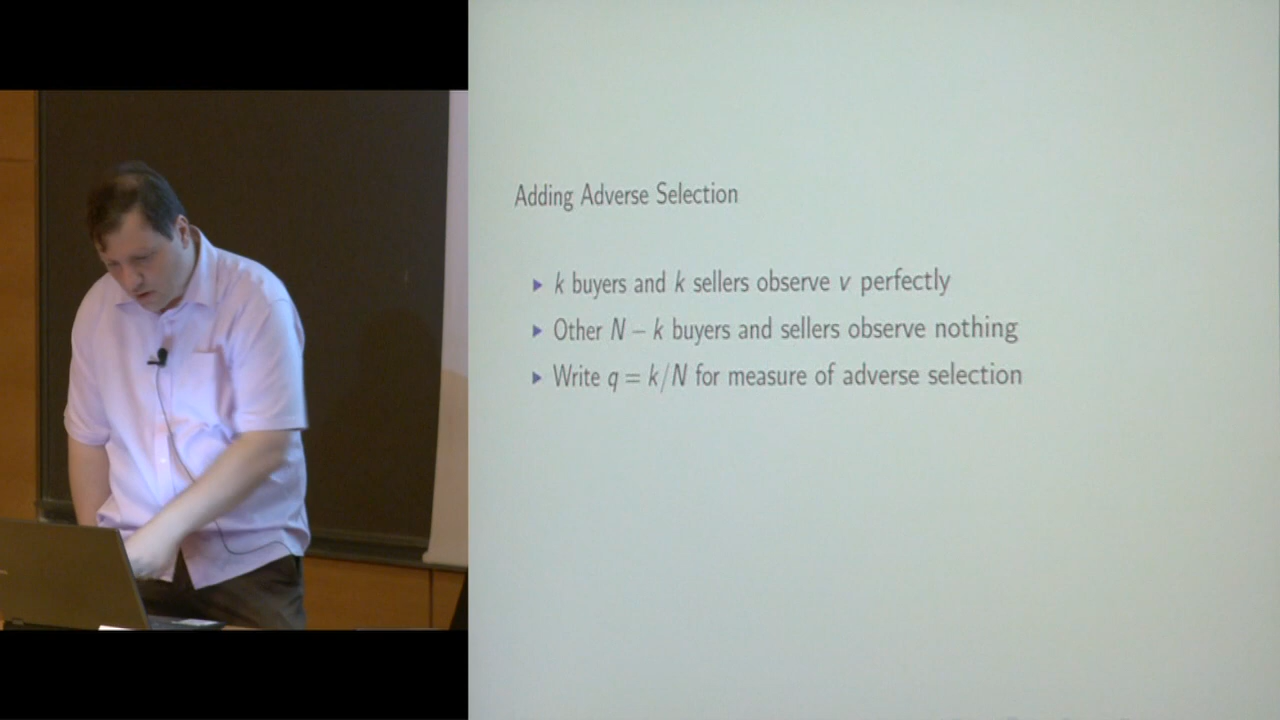 Adding Adverse Selection
k buyers and k sellers observe v perfectly
Other N − k buyers and sellers observe nothing
Write q = k/N for measure of adverse selection